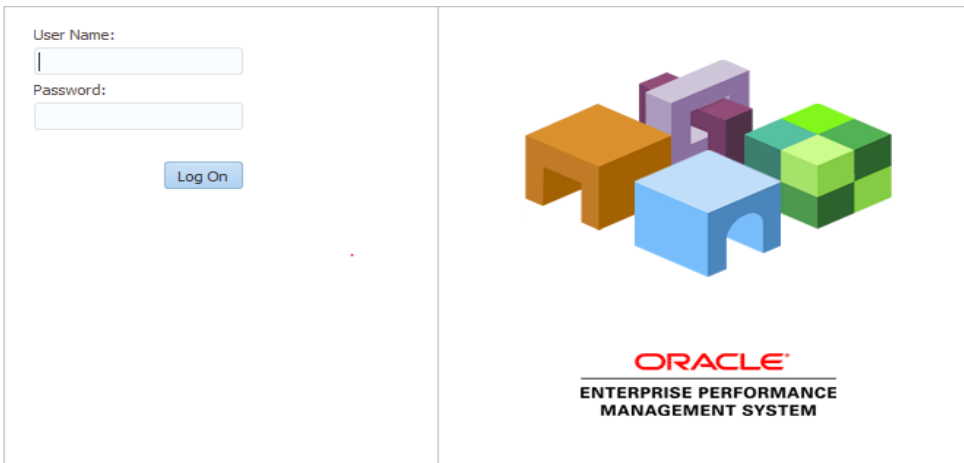 User Name:
Password:
Log On
ORACLE
ENTERPRISE PERFORMANCE
MANAGEMENT SYSTEM